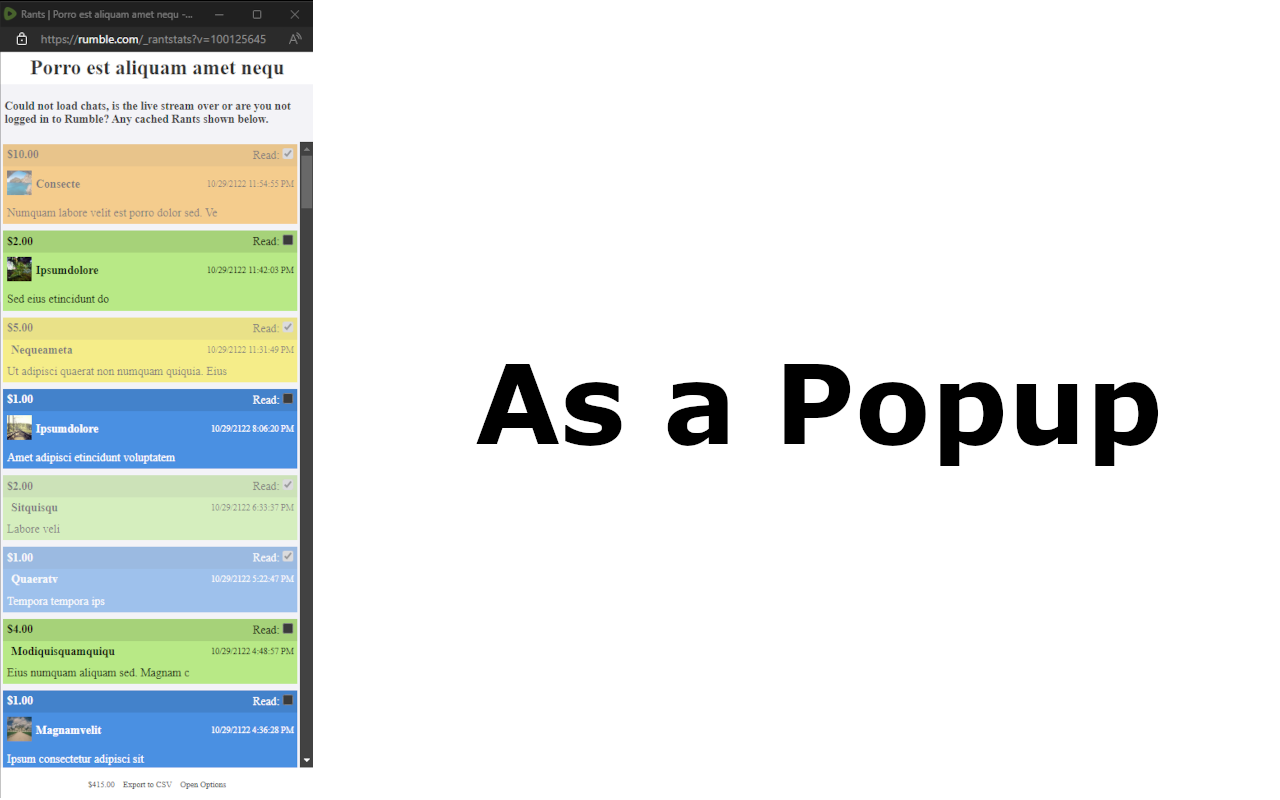 Rants | Porro est aliquam amet nequ -...
https://rumble.com/_rantstats?v=100125645
Porro est aliquam amet nequ
Could not load chats, is the live stream over or are you not
logged in to Rumble? Any cached Rants shown below.
$10.00 Read:
Consecte 10/29/2122 11:54:55 PM
Numquam labore velit est porro dolor sed. Ve
$2.00 Read:
Ipsumdolore 10/29/2122 11:42:03 PM
Sed eius etincidunt do
$5.00 Read:
Nequeameta 10/29/2122 11:31:49 PM
Ut adipisci quaerat non numquam quiquia. Eius
$1.00 Read:
Ipsumdolore 10/29/2122 8:06:20 PM
Amet adipisci etincidunt voluptatem
$2.00 Read:
Sitquisqu 10/29/2122 6:33:37 PM
Labore veli
$1.00 Read:
Quaeratv 10/29/2122 5:22:47 PM
Tempora tempora ips
$4.00 Read:
Modiquisquamquiqu 10/29/2122 4:48:57 PM
Eius numquam aliquam sed. Magnam c
$1.00 Read:
Magnamvelit 10/29/2122 4:36:28 PM
Ipsum consectetur adipisci sit
$415.00 Export to CSV Open Options
As a Popup